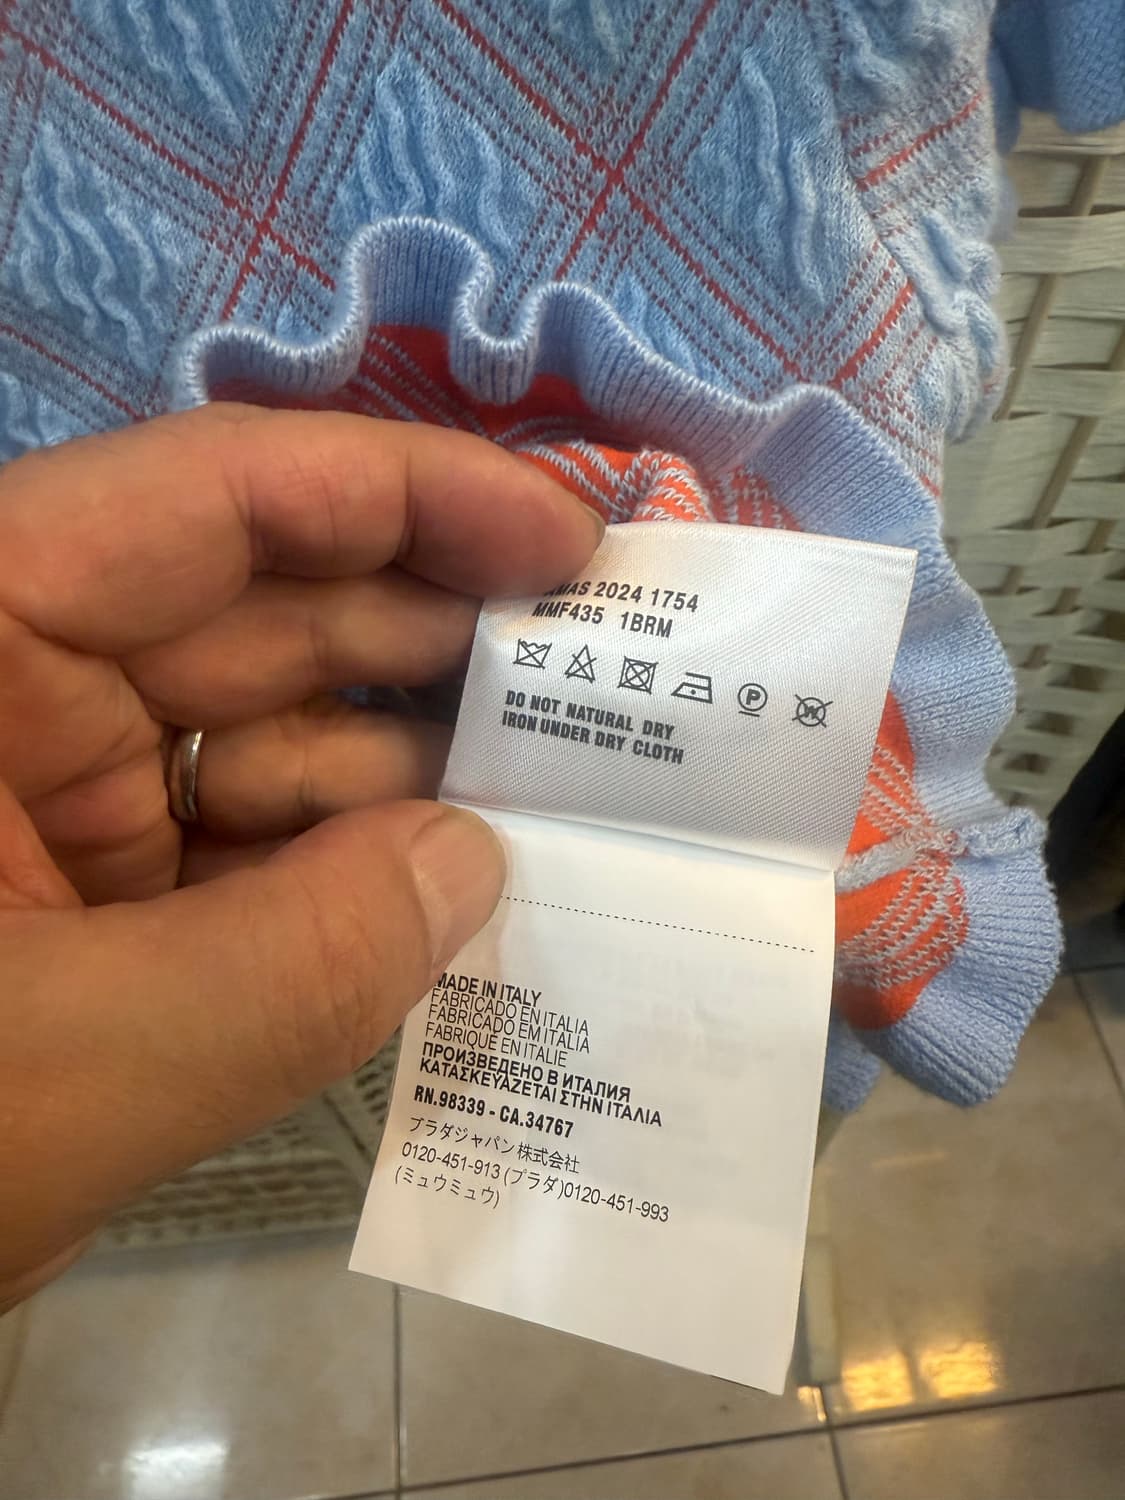 2024 1754
MMF435 1BRM
P
W
DO NOT NATURAL DRY
IRON UNDER DRY CLOTH
MADE IN ITALY
FABRICADO EN ITALIA
FABRICADO EM ITALIA
FABRIQUÉ EN ITALIE
ПРОИЗВЕДЕНО В ИТАЛИЯ
ΚΑΤΑΣΚΕΥΑΖΕΤΑΙ ΣΤΗΝ ΙΤΑΛΙΑ
RN.98339 - CA.34767
プラダジャパン株式会社
0120-451-913 (プラダ)0120-451-993
(ミュウミュウ)